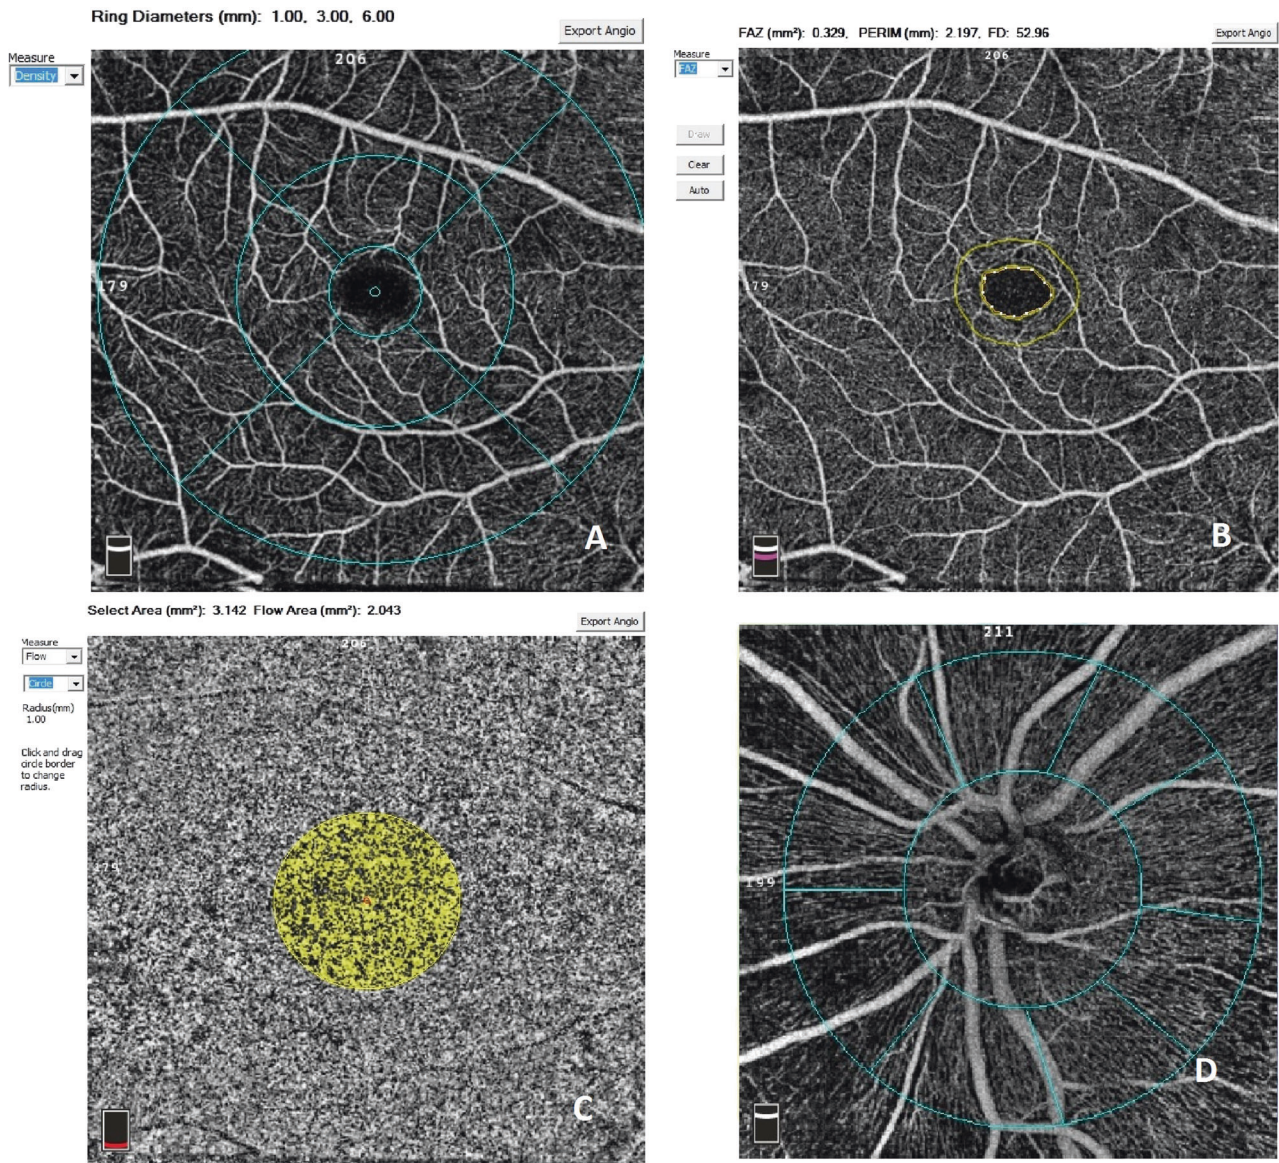 Ring Diameters (mm): 1.00, 3.00, 6.00
Export Angio
Measure
Density
206
179
A
FAZ (mm²): 0.329, PERIM (mm): 2.197, FD: 52.96
Export Angio
Measure
FAZ
Draw
Clear
Auto
206
179
B
Select Area (mm²): 3.142 Flow Area (mm²): 2.043
Export Angio
Measure
Flow
Circle
Radius(mm)
1.00
Click and drag
circle border
to change
radius.
206
179
C
211
199
D